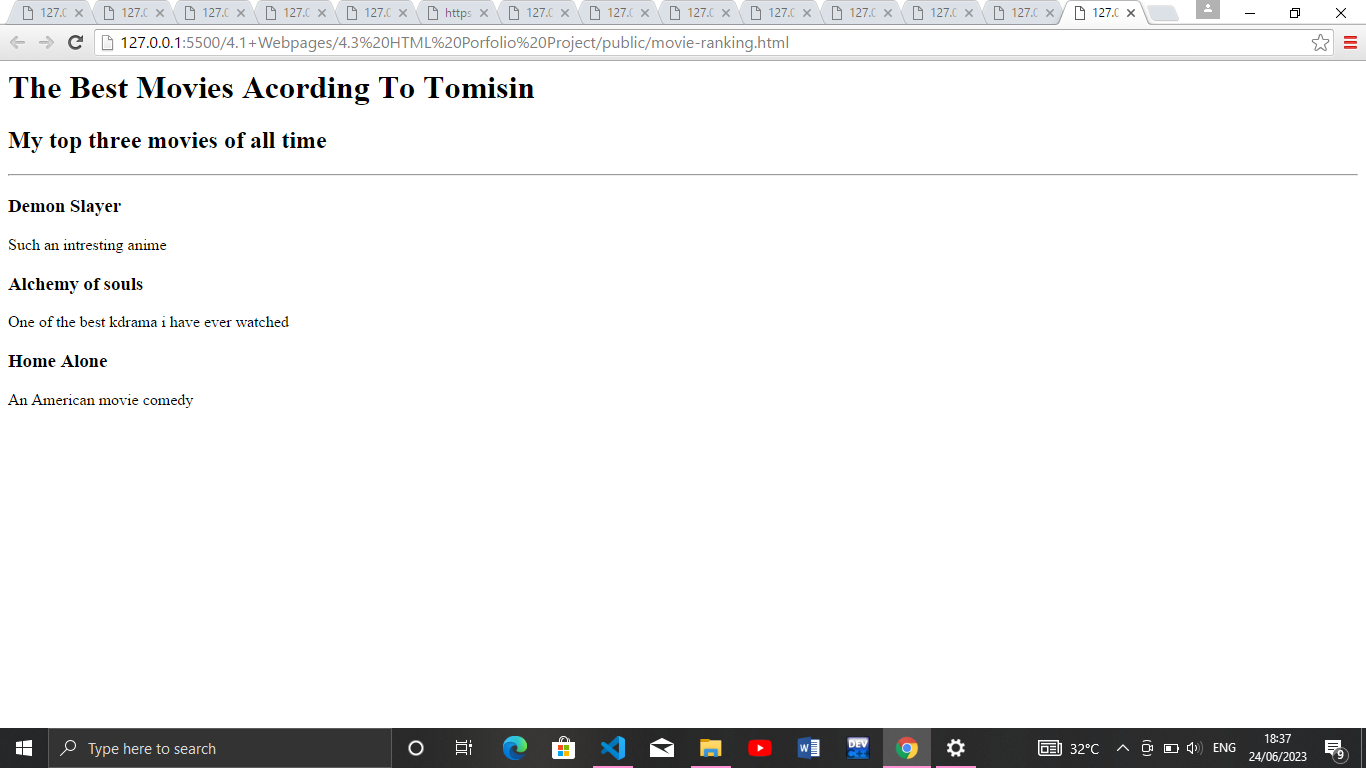 127.0 127.0 127.0 127.0 127.0 https 127.0 127.0 127.0 127.0 127.0 127.0 127.0 127.0
127.0.0.1:5500/4.1+Webpages/4.3%20HTML%20Porfolio%20Project/public/movie-ranking.html
The Best Movies Acording To Tomisin
My top three movies of all time
Demon Slayer
Such an intresting anime
Alchemy of souls
One of the best kdrama i have ever watched
Home Alone
An American movie comedy
Type here to search
DEV
32°C
ENG
18:37
24/06/2023
9